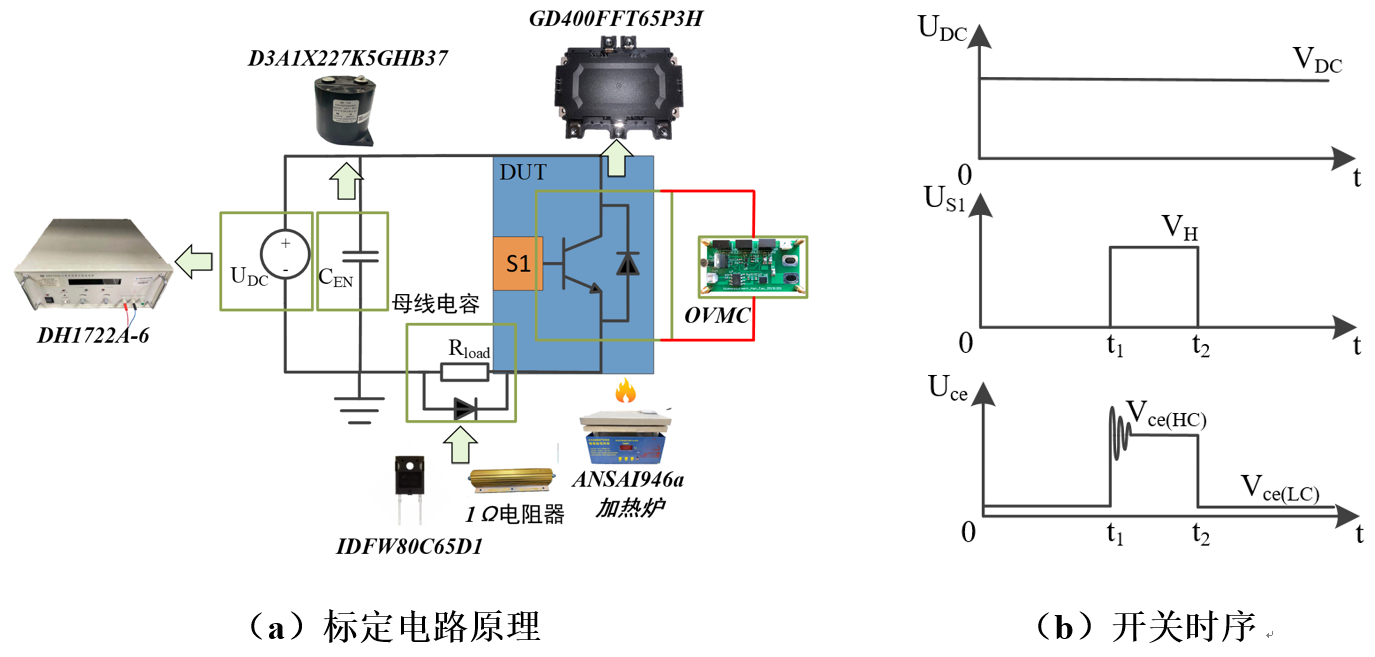 GD400FFT65P3H
D3A1X227K5GHB37
DUT
S1
U_DC
+
-
C_EN
母线电容
R_load
OVMC
DH1722A-6
ANSAI946a
加热炉
1Ω电阻器
IDFW80C65D1
(a)标定电路原理
U_DC
V_DC
0
t
U_S1
V_H
0
t_1
t_2
t
U_ce
V_ce(HC)
V_ce(LC)
0
t_1
t_2
t
(b)开关时序